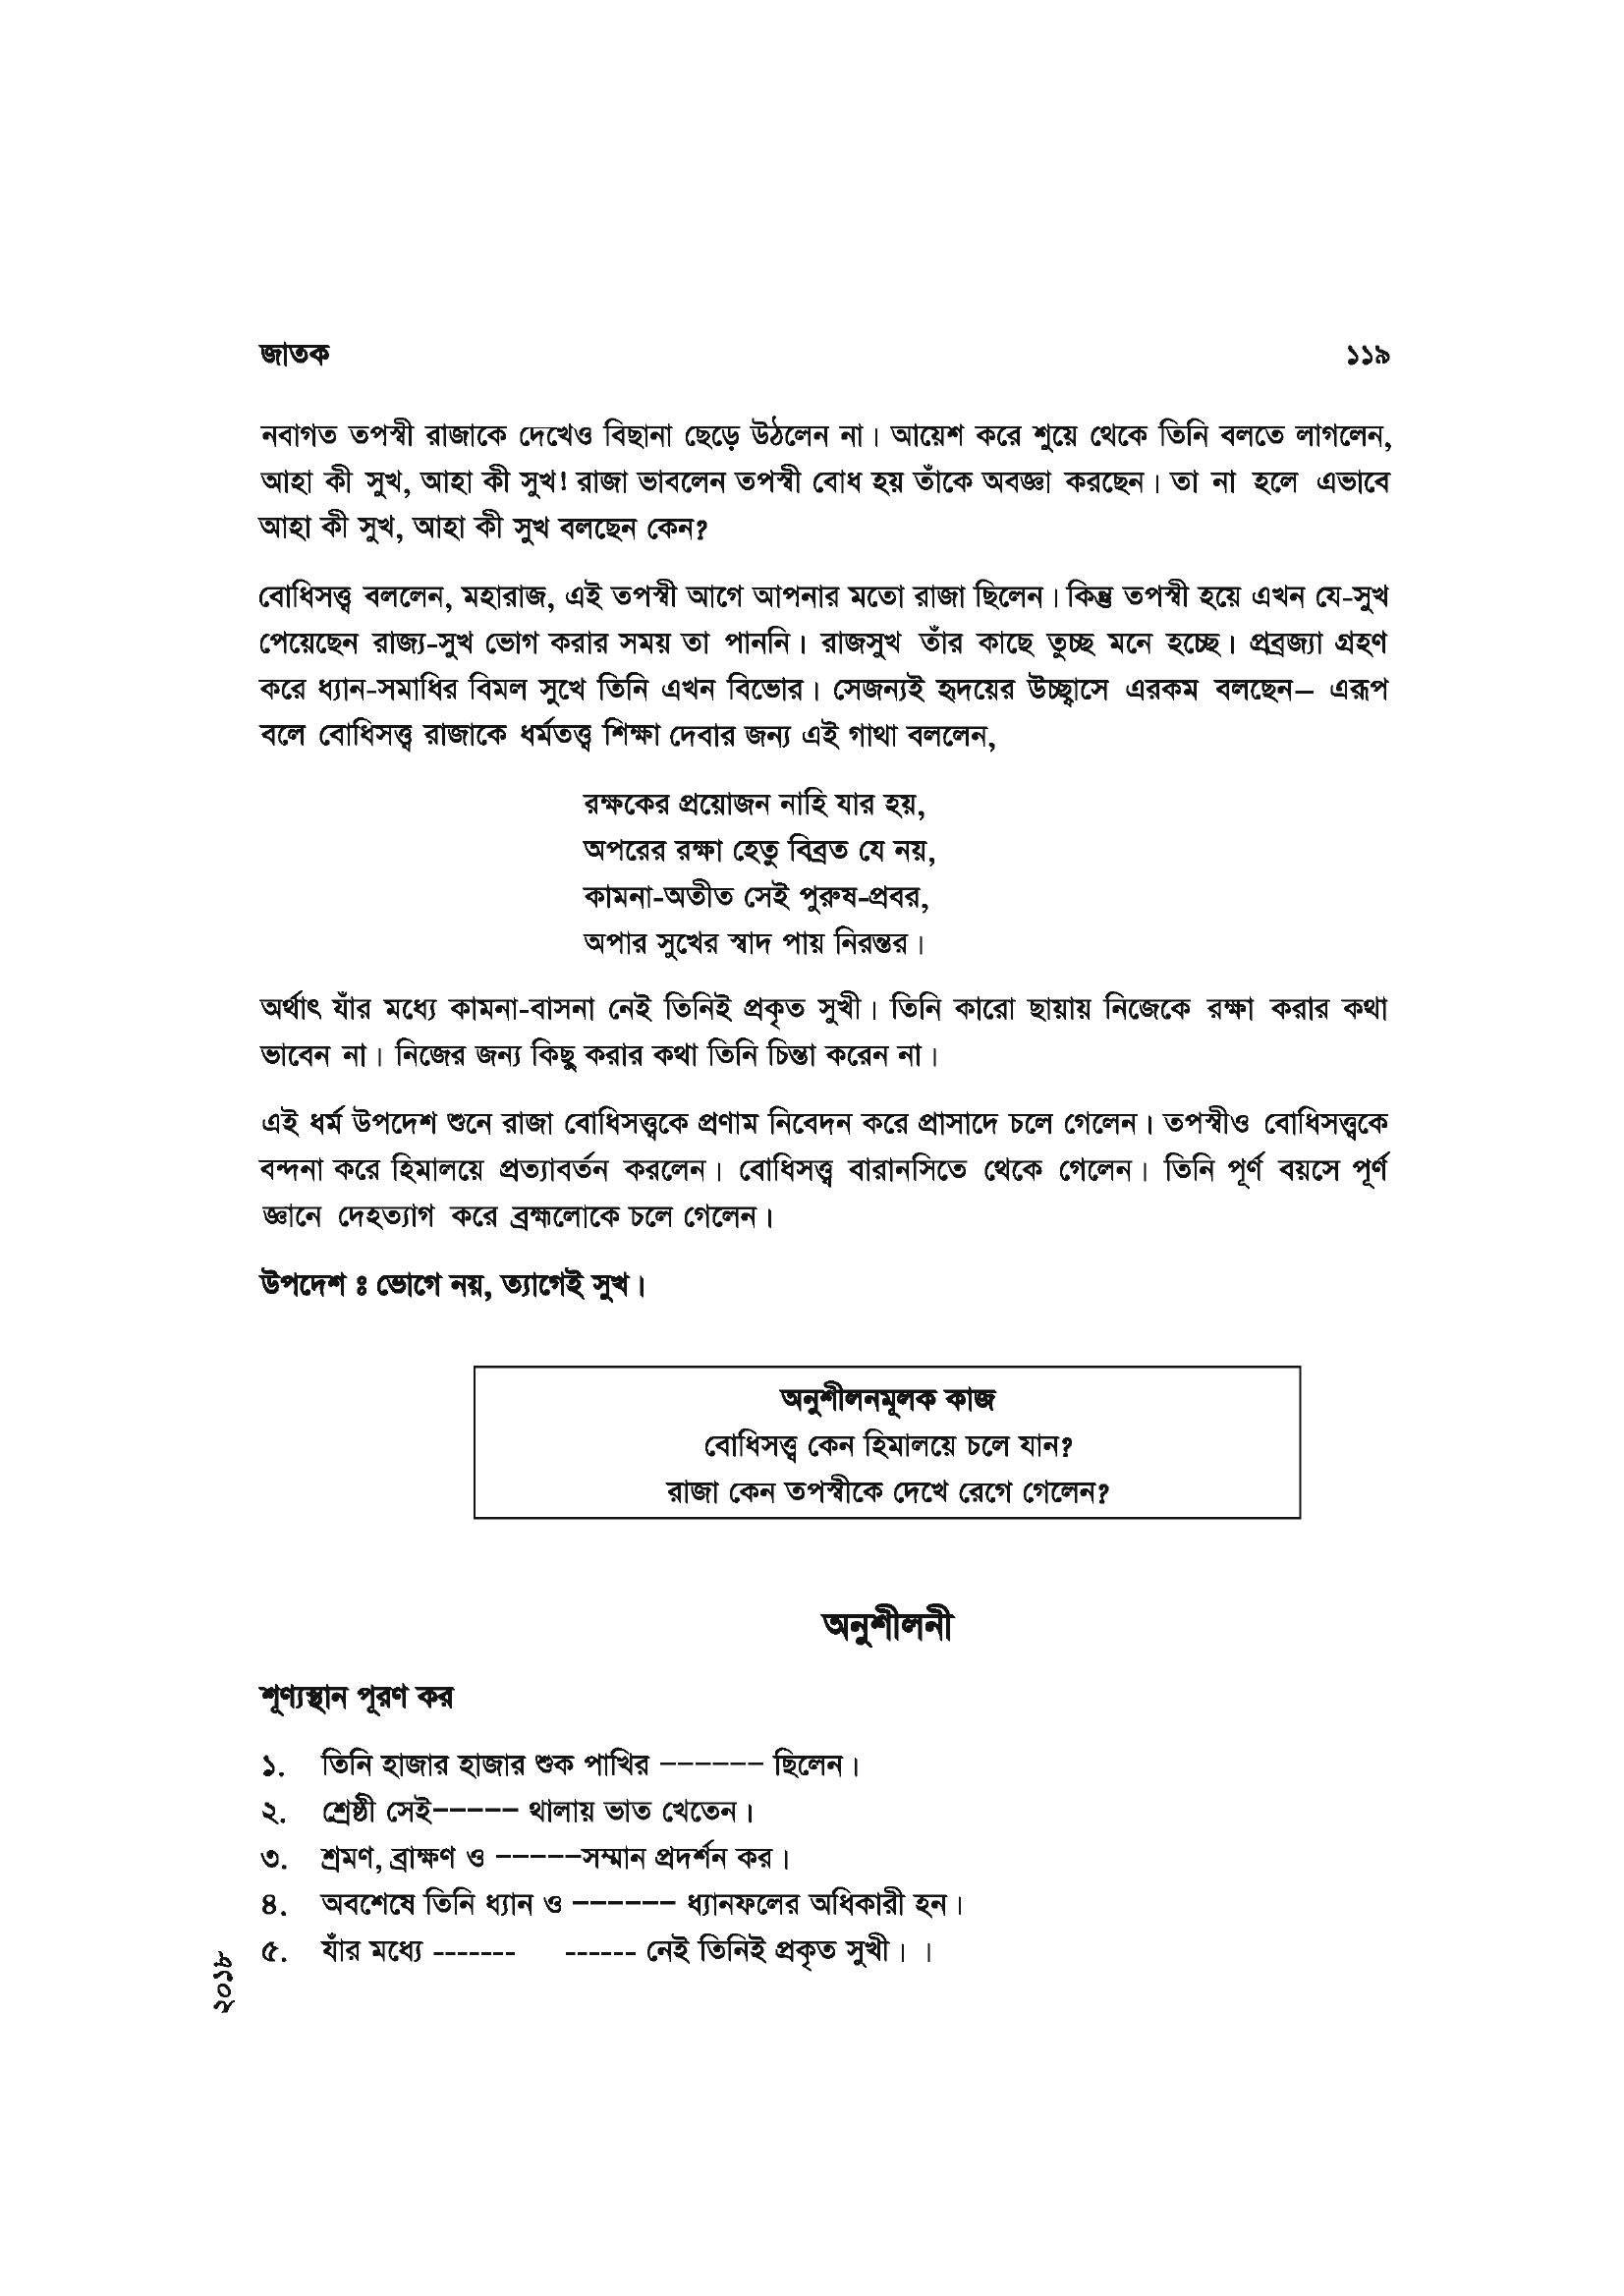 জাতক
১১৯
নবাগত তপস্বী রাজাকে দেখেও বিছানা ছেড়ে উঠলেন না। আয়েশ করে শুয়ে থেকে তিনি বলতে লাগলেন,
আহা কী সুখ, আহা কী সুখ! রাজা ভাবলেন তপস্বী বোধ হয় তাঁকে অবজ্ঞা করছেন। তা না হলে এভাবে
আহা কী সুখ, আহা কী সুখ বলছেন কেন?
বোধিসত্ত্ব বললেন, মহারাজ, এই তপস্বী আগে আপনার মতো রাজা ছিলেন। কিন্তু তপস্বী হয়ে এখন যে-সুখ
পেয়েছেন রাজ্য-সুখ ভোগ করার সময় তা পাননি। রাজসুখ তাঁর কাছে তুচ্ছ মনে হচ্ছে। প্রব্রজ্যা গ্রহণ
করে ধ্যান-সমাধির বিমল সুখে তিনি এখন বিভোর। সেজন্যই হৃদয়ের উচ্ছ্বাসে এরকম বলছেন– এরূপ
বলে বোধিসত্ত্ব রাজাকে ধর্মতত্ত্ব শিক্ষা দেবার জন্য এই গাথা বললেন,
রক্ষকের প্রয়োজন নাহি যার হয়,
অপরের রক্ষা হেতু বিব্রত যে নয়,
কামনা-অতীত সেই পুরুষ-প্রবর,
অপার সুখের স্বাদ পায় নিরন্তর।
অর্থাৎ যাঁর মধ্যে কামনা-বাসনা নেই তিনিই প্রকৃত সুখী। তিনি কারো ছায়ায় নিজেকে রক্ষা করার কথা
ভাবেন না। নিজের জন্য কিছু করার কথা তিনি চিন্তা করেন না।
এই ধর্ম উপদেশ শুনে রাজা বোধিসত্ত্বকে প্রণাম নিবেদন করে প্রাসাদে চলে গেলেন। তপস্বীও বোধিসত্ত্বকে
বন্দনা করে হিমালয়ে প্রত্যাবর্তন করলেন। বোধিসত্ত্ব বারানসিতে থেকে গেলেন। তিনি পূর্ণ বয়সে পূর্ণ
জ্ঞানে দেহত্যাগ করে ব্রহ্মলোকে চলে গেলেন।
উপদেশ ঃ ভোগে নয়, ত্যাগেই সুখ।
অনুশীলনমূলক কাজ
বোধিসত্ত্ব কেন হিমালয়ে চলে যান?
রাজা কেন তপস্বীকে দেখে রেগে গেলেন?
অনুশীলনী
শূণ্যস্থান পূরণ কর
১. তিনি হাজার হাজার শুক পাখির ------ ছিলেন।
২. শ্রেষ্ঠী সেই----- থালায় ভাত খেতেন।
৩. শ্রমণ, ব্রাক্ষণ ও -----সম্মান প্রদর্শন কর।
৪. অবশেষে তিনি ধ্যান ও ------ ধ্যানফলের অধিকারী হন।
৫. যাঁর মধ্যে ------- ------ নেই তিনিই প্রকৃত সুখী। ।
২০১৮